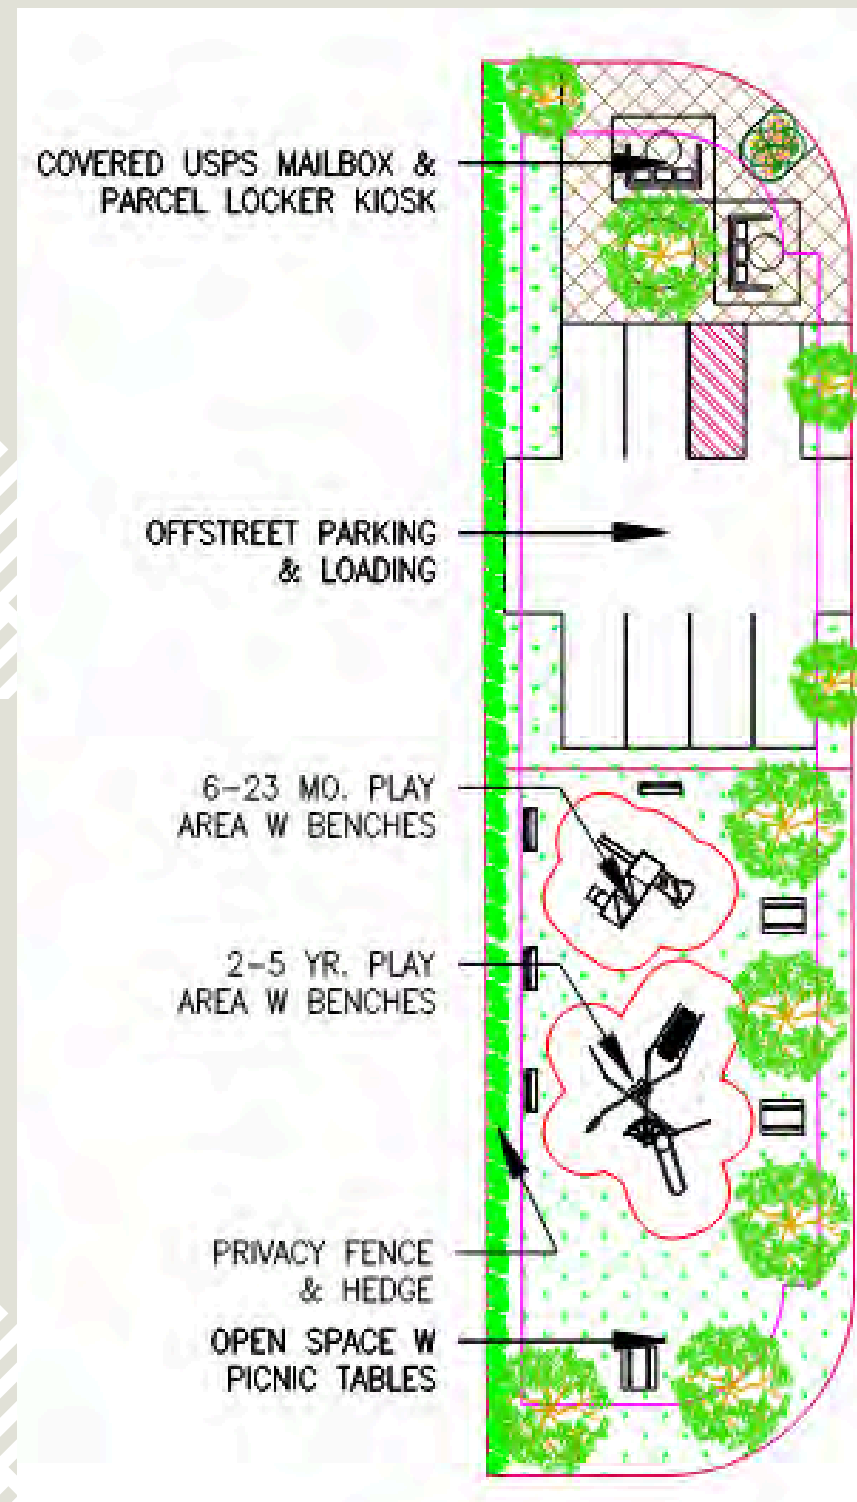 COVERED USPS MAILBOX &
PARCEL LOCKER KIOSK
OFFSTREET PARKING
& LOADING
6-23 MO. PLAY
AREA W BENCHES
2-5 YR. PLAY
AREA W BENCHES
PRIVACY FENCE
& HEDGE
OPEN SPACE W
PICNIC TABLES